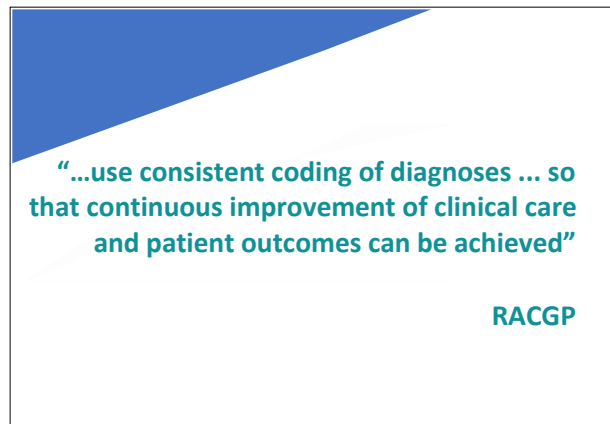 “…use consistent coding of diagnoses ... so
that continuous improvement of clinical care
and patient outcomes can be achieved”
RACGP